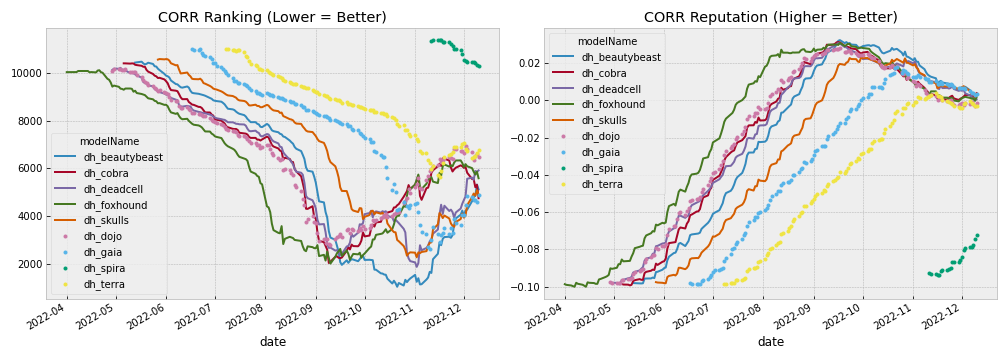 CORR Ranking (Lower = Better)
10000
8000
6000
4000
2000
modelName
dh_beautybeast
dh_cobra
dh_deadcell
dh_foxhound
dh_skulls
dh_dojo
dh_gaia
dh_spira
dh_terra
2022-04
2022-05
2022-06
2022-07
2022-08
2022-09
2022-10
2022-11
2022-12
date
CORR Reputation (Higher = Better)
modelName
dh_beautybeast
dh_cobra
dh_deadcell
dh_foxhound
dh_skulls
dh_dojo
dh_gaia
dh_spira
dh_terra
0.02
0.00
−0.02
−0.04
−0.06
−0.08
−0.10
2022-04
2022-05
2022-06
2022-07
2022-08
2022-09
2022-10
2022-11
2022-12
date